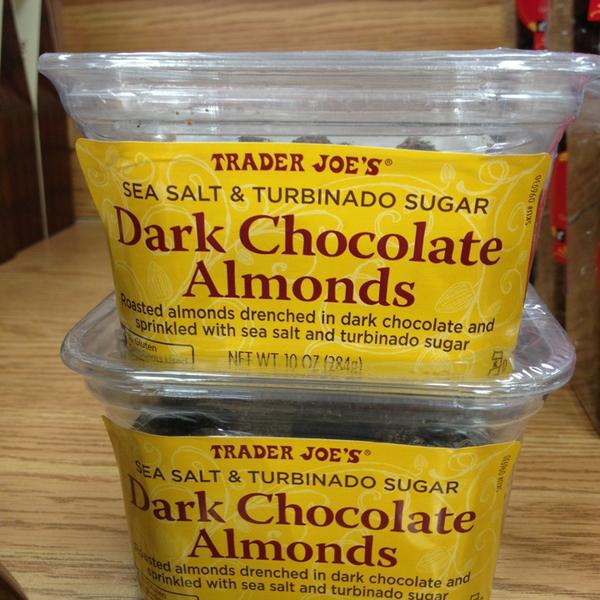 TRADER JOE'S®
SEA SALT & TURBINADO SUGAR
Dark Chocolate
Almonds
Roasted almonds drenched in dark chocolate and
sprinkled with sea salt and turbinado sugar
Gluten
NET WT 10 OZ (284g)
TRADER JOE'S®
SEA SALT & TURBINADO SUGAR
Dark Chocolate
Almonds
Roasted almonds drenched in dark chocolate and
sprinkled with sea salt and turbinado sugar